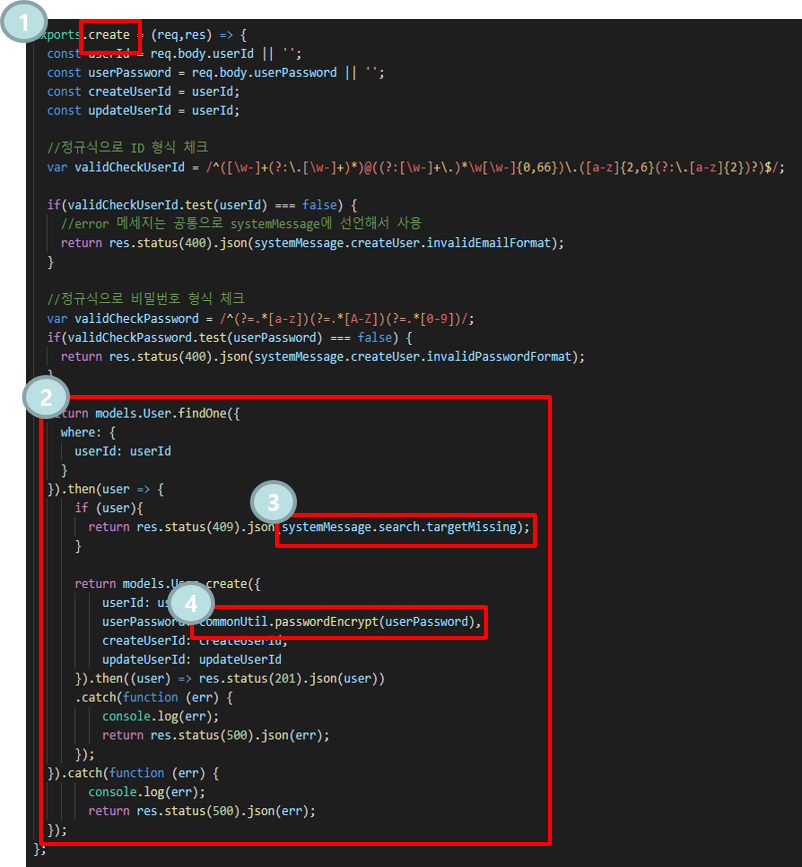 1
xports.create = (req,res) => {
const userId = req.body.userId || '';
const userPassword = req.body.userPassword || '';
const createUserId = userId;
const updateUserId = userId;
//정규식으로 ID 형식 체크
var validCheckUserId = /^([\w-]+(?:\.[\w-]+)*)@((?:[\w-]+\.)*\w[\w-]{0,66})\.([a-z]{2,6}(?:\.[a-z]{2})?)$/;
if(validCheckUserId.test(userId) === false) {
//error 메세지는 공통으로 systemMessage에 선언해서 사용
return res.status(400).json(systemMessage.createUser.invalidEmailFormat);
}
//정규식으로 비밀번호 형식 체크
var validCheckPassword = /^(?=.*[a-z])(?=.*[A-Z])(?=.*[0-9])/;
if(validCheckPassword.test(userPassword) === false) {
return res.status(400).json(systemMessage.createUser.invalidPasswordFormat);
}
2
turn models.User.findOne({
where: {
userId: userId
}
}).then(user => {
if (user){
3
return res.status(409).json(systemMessage.search.targetMissing);
}
return models.User.create({
4
userId: us
userPassword: commonUtil.passwordEncrypt(userPassword),
createUserId: createUserId,
updateUserId: updateUserId
}).then((user) => res.status(201).json(user))
.catch(function (err) {
console.log(err);
return res.status(500).json(err);
});
}).catch(function (err) {
console.log(err);
return res.status(500).json(err);
});
};